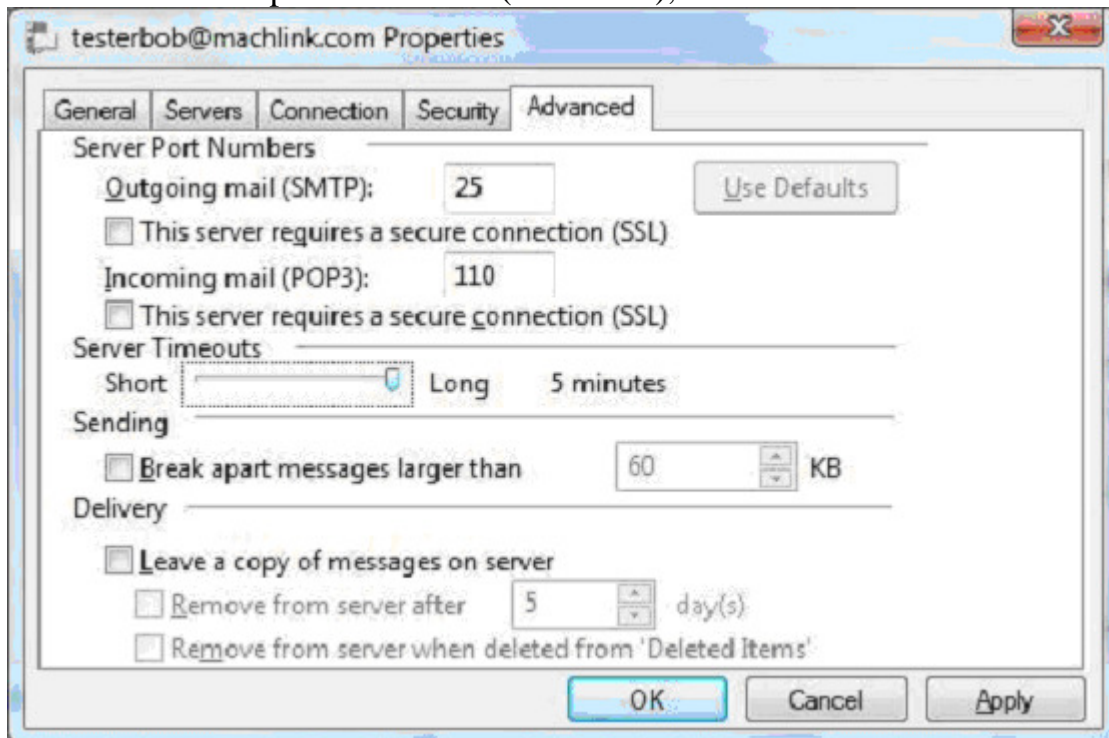 testerbob@machlink.com Properties
General Servers Connection Security Advanced
Server Port Numbers
Outgoing mail (SMTP): 25 Use Defaults
This server requires a secure connection (SSL)
Incoming mail (POP3): 110
This server requires a secure connection (SSL)
Server Timeouts
Short Long 5 minutes
Sending
Break apart messages larger than 60 KB
Delivery
Leave a copy of messages on server
Remove from server after 5 day(s)
Remove from server when deleted from 'Deleted Items'
OK Cancel Apply